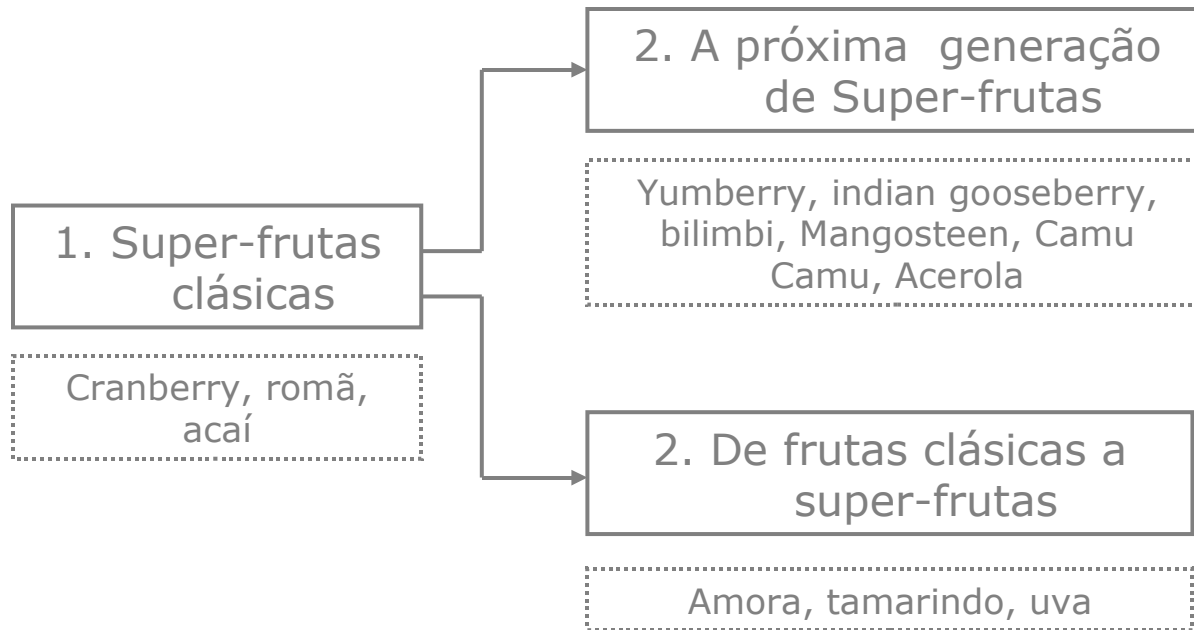 1. Super-frutas
clásicas
Cranberry, romã,
acaí
2. A próxima generação
de Super-frutas
Yumberry, indian gooseberry,
bilimbi, Mangosteen, Camu
Camu, Acerola
2. De frutas clásicas a
super-frutas
Amora, tamarindo, uva